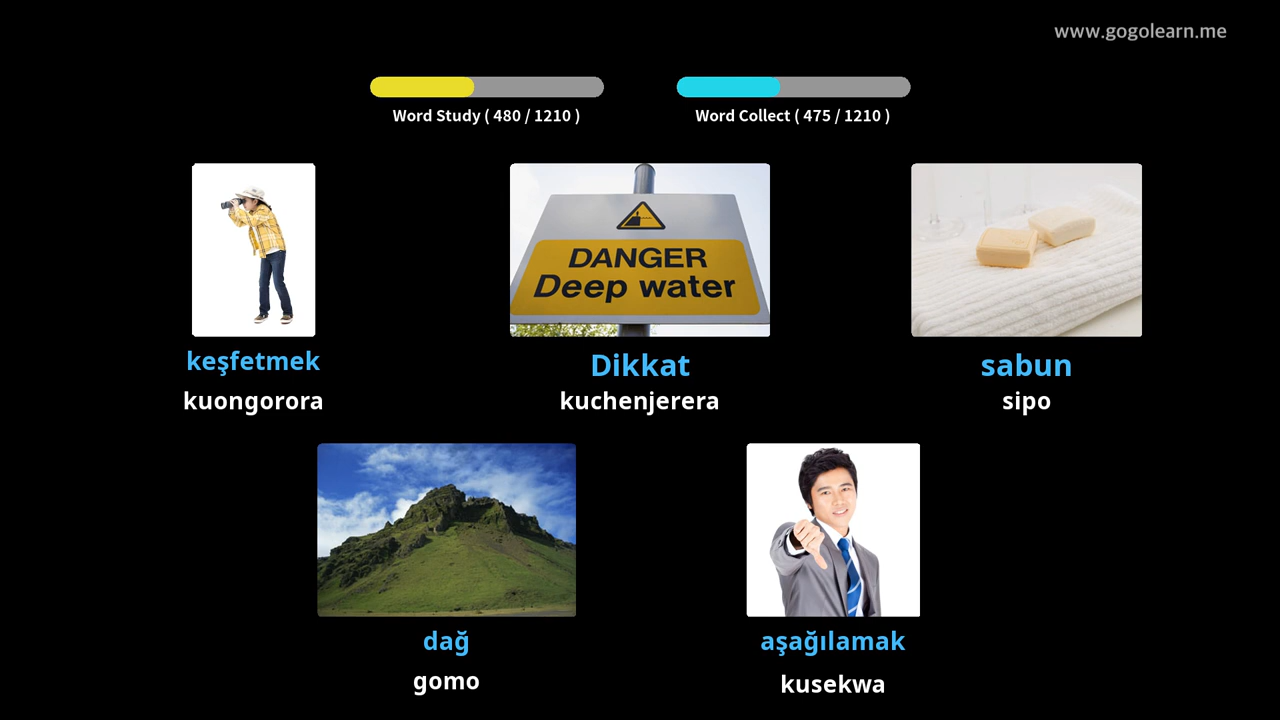 www.gogolearn.me
Word Study ( 480 / 1210 )
Word Collect ( 475 / 1210 )
DANGER
Deep water
keşfetmek
kuongorora
Dikkat
kuchenjerera
sabun
sipo
dağ
gomo
aşağılamak
kusekwa